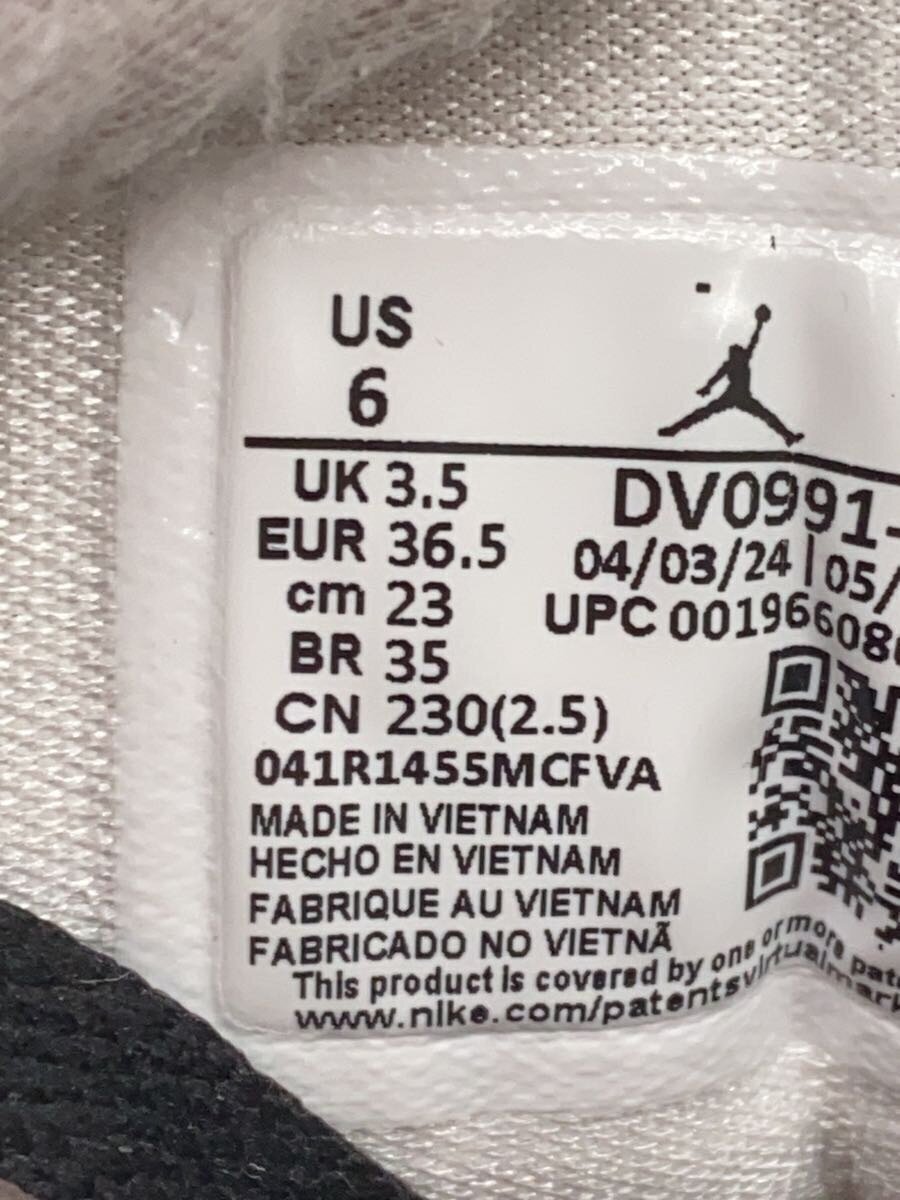 US
6
UK 3.5
EUR 36.5
cm 23
BR 35
CN 230(2.5)
041R1455MCFVA
DV0991-
04/03/24 | 05/
UPC 00196608
MADE IN VIETNAM
HECHO EN VIETNAM
FABRIQUE AU VIETNAM
FABRICADO NO VIETNÃ
This product is covered by one or more
www.nike.com/patentsvirtualmark